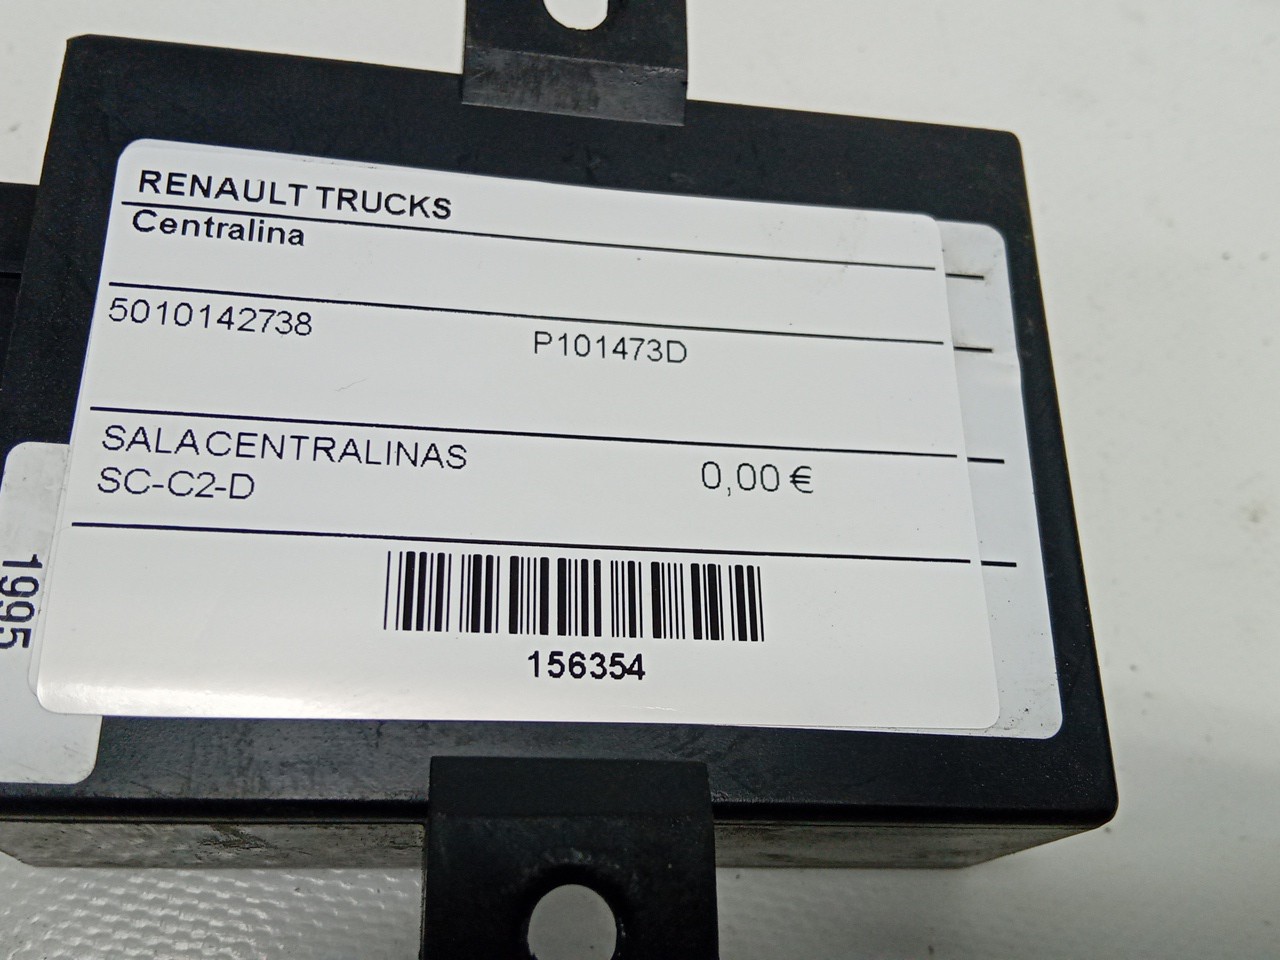 RENAULT TRUCKS
Centralina
5010142738 P101473D
SALACENTRALINAS
SC-C2-D 0,00 €
156354
1995